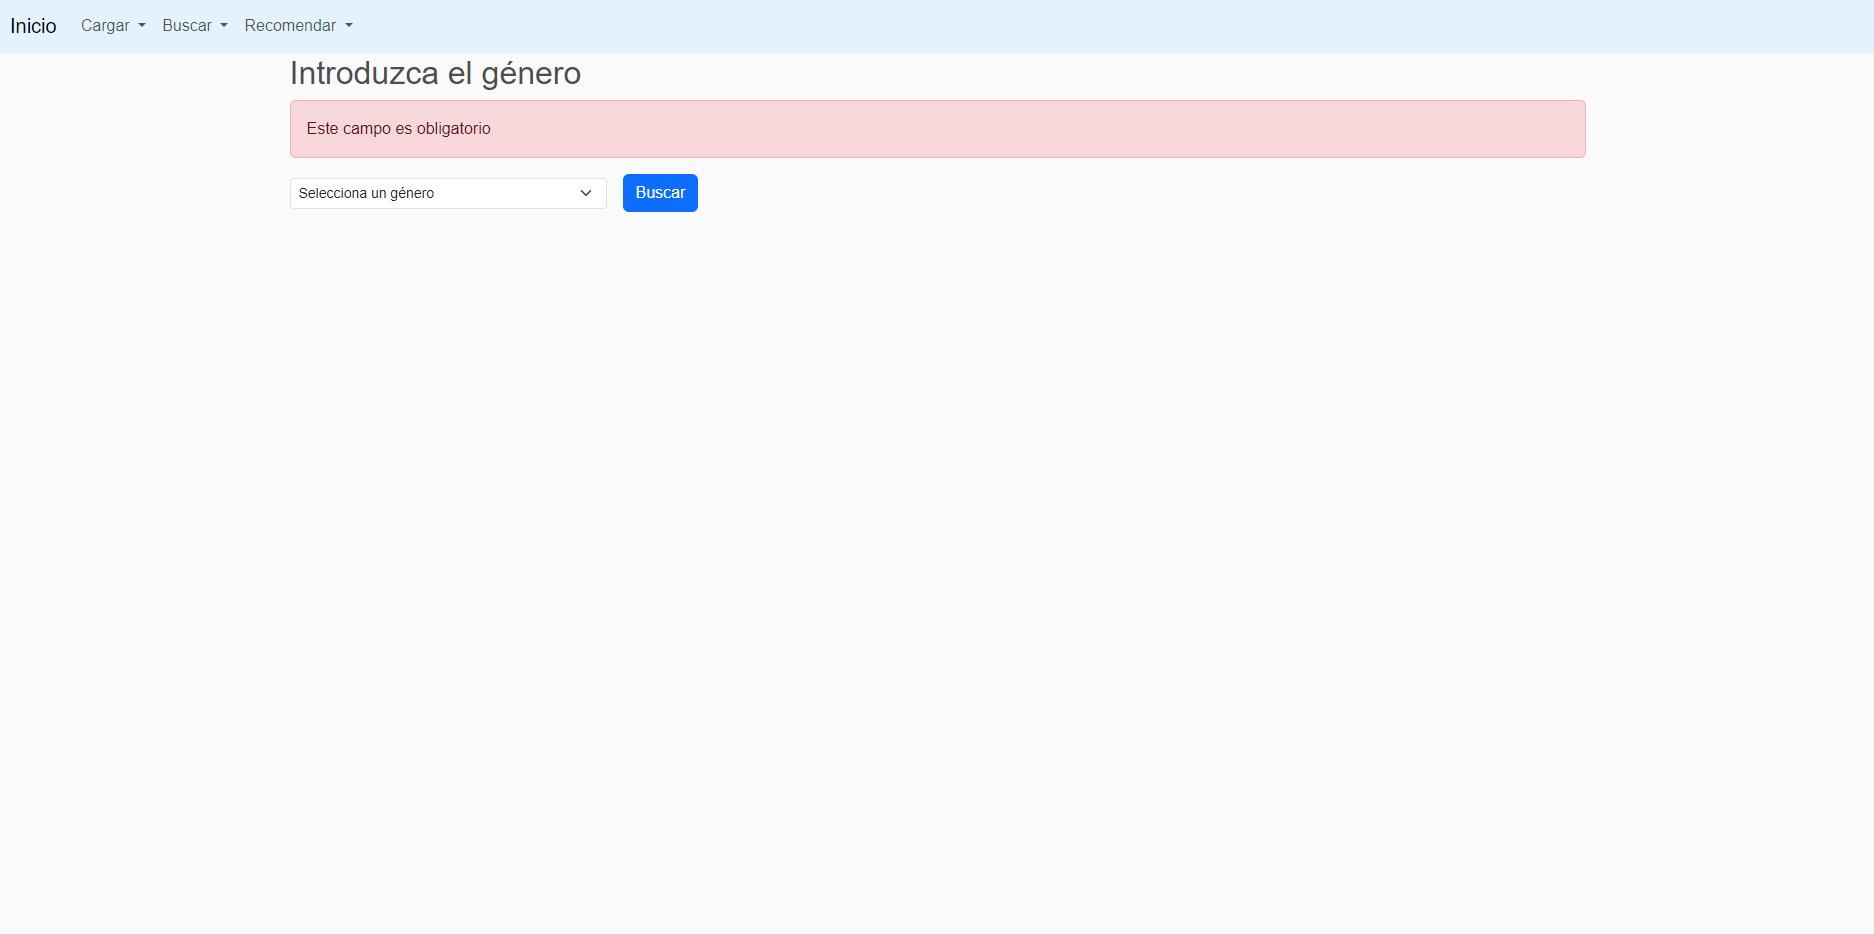 Inicio Cargar Buscar Recomendar
Introduzca el género
Este campo es obligatorio
Selecciona un género Buscar